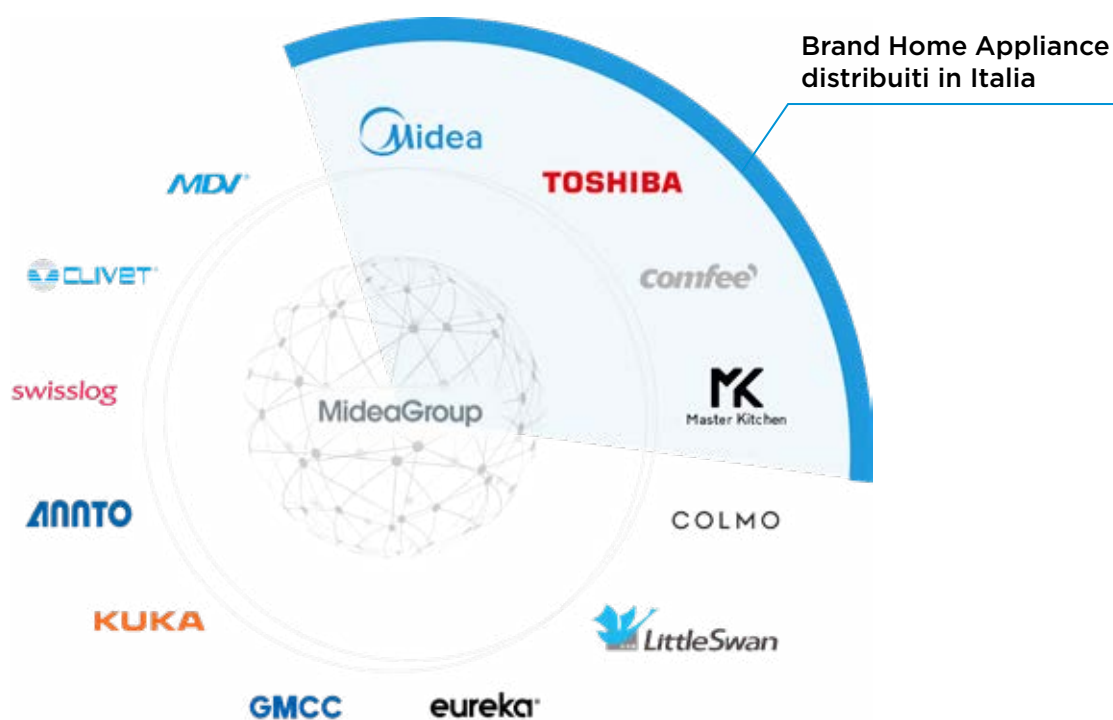 Brand Home Appliance
distribuiti in Italia
Midea
TOSHIBA
MDV
comfee'
CLIVET
MK
Master Kitchen
swisslog
MideaGroup
ANNTO
COLMO
KUKA
LittleSwan
GMCC
eureka